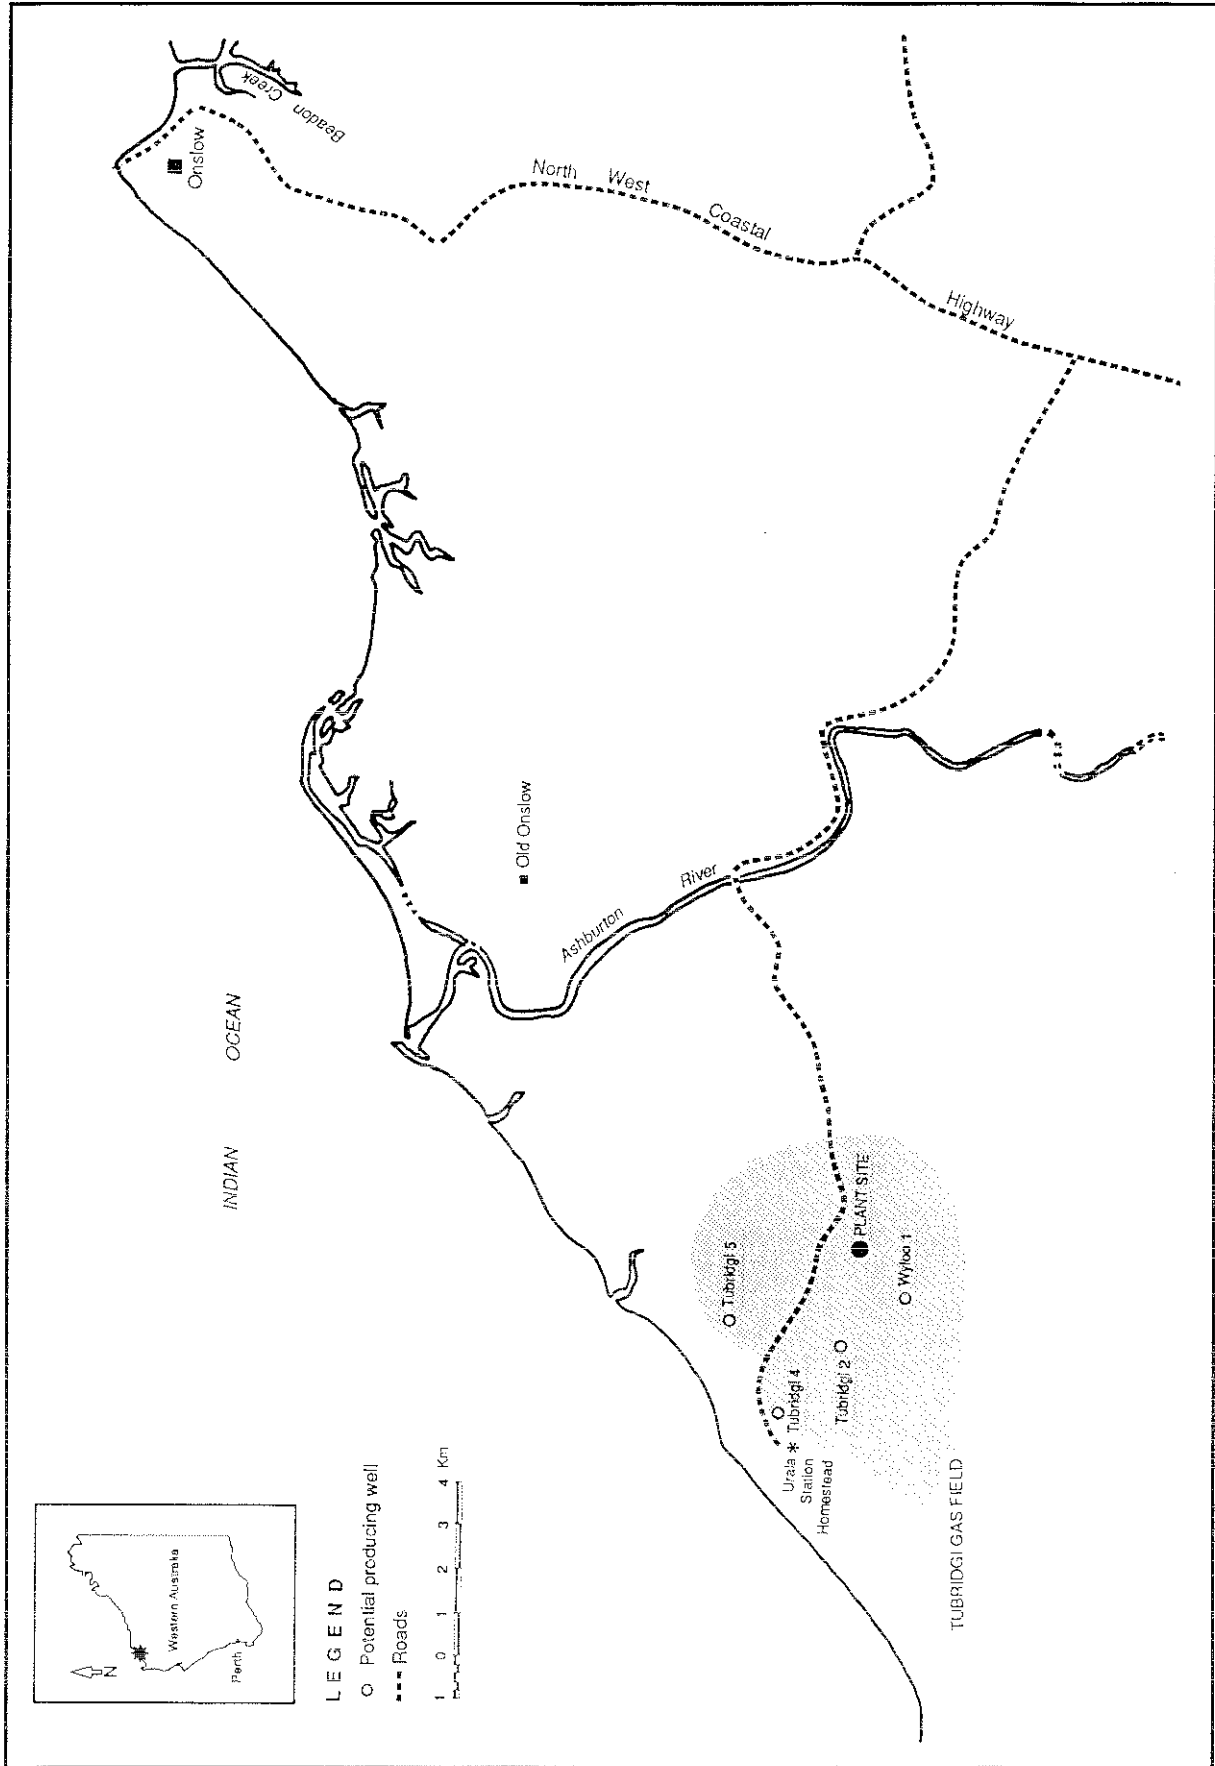 Beadon
Creek
Onslow
North West Coastal Highway
INDIAN OCEAN
Old Onslow
Ashburton River
Tubridgi 5
PLANT SITE
Wyloo 1
Tubridgi 4
Tubridgi 2
Urala
Station
Homestead
TUBRIDGI GAS FIELD
N
Western Australia
Perth
LEGEND
Potential producing well
Roads
1 0 1 2 3 4 Km